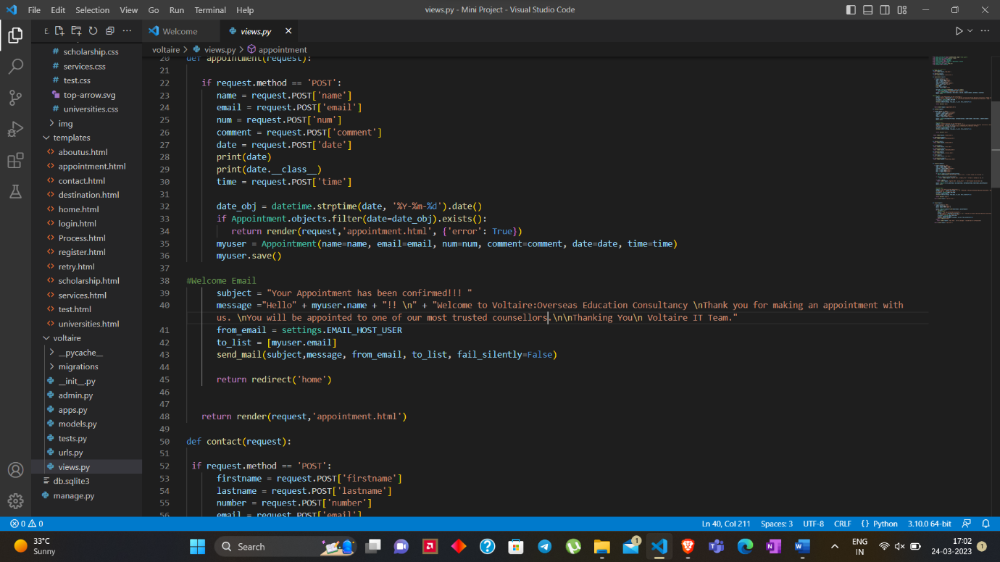 File Edit Selection View Go Run Terminal Help
views.py - Mini Project - Visual Studio Code
E.
Welcome
views.py
voltaire > views.py > appointment
scholarship.css
services.css
test.css
top-arrow.svg
universities.css
img
templates
aboutus.html
appointment.html
contact.html
destination.html
home.html
login.html
Process.html
register.html
retry.html
scholarship.html
services.html
test.html
universities.html
voltaire
__pycache__
migrations
__init__.py
admin.py
apps.py
models.py
tests.py
urls.py
views.py
db.sqlite3
manage.py
20 def appointment(request):
21
22 if request.method == 'POST':
23 name = request.POST['name']
24 email = request.POST['email']
25 num = request.POST['num']
26 comment = request.POST['comment']
27 date = request.POST['date']
28 print(date)
29 print(date.__class__)
30 time = request.POST['time']
31
32 date_obj = datetime.strptime(date, '%Y-%m-%d').date()
33 if Appointment.objects.filter(date=date_obj).exists():
34 return render(request,'appointment.html', {'error': True})
35 myuser = Appointment(name=name, email=email, num=num, comment=comment, date=date, time=time)
36 myuser.save()
37
38 #Welcome Email
39 subject = "Your Appointment has been confirmed!!! "
40 message ="Hello" + myuser.name + "!! \n" + "Welcome to Voltaire:Overseas Education Consultancy \nThank you for making an appointment with
us. \nYou will be appointed to one of our most trusted counsellors.\n\nThanking You\n Voltaire IT Team."
41 from_email = settings.EMAIL_HOST_USER
42 to_list = [myuser.email]
43 send_mail(subject,message, from_email, to_list, fail_silently=False)
44
45 return redirect('home')
46
47
48 return render(request,'appointment.html')
49
50 def contact(request):
51
52 if request.method == 'POST':
53 firstname = request.POST['firstname']
54 lastname = request.POST['lastname']
55 number = request.POST['number']
56 email = request.POST['email']
0 0
Ln 40, Col 211 Spaces: 3 UTF-8 CRLF {} Python 3.10.0 64-bit
33°C
Sunny
Search
1
ENG
IN
17:02
24-03-2023
1